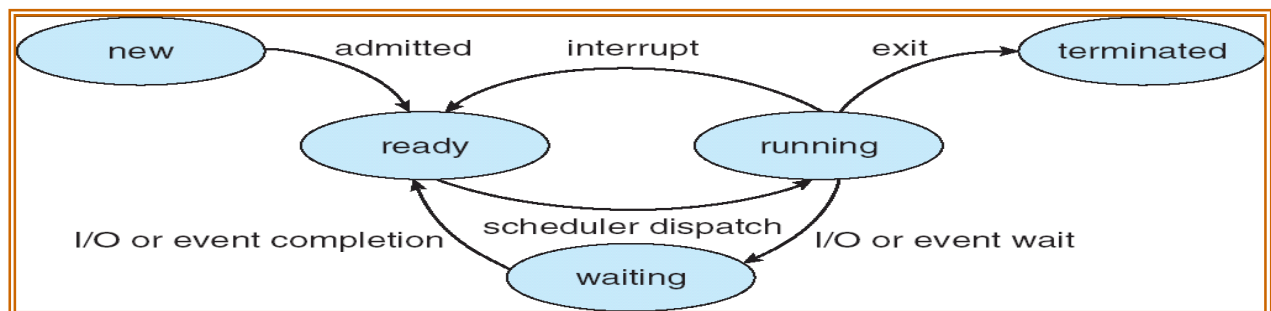 new
admitted
interrupt
exit
terminated
ready
running
I/O or event completion
scheduler dispatch
I/O or event wait
waiting